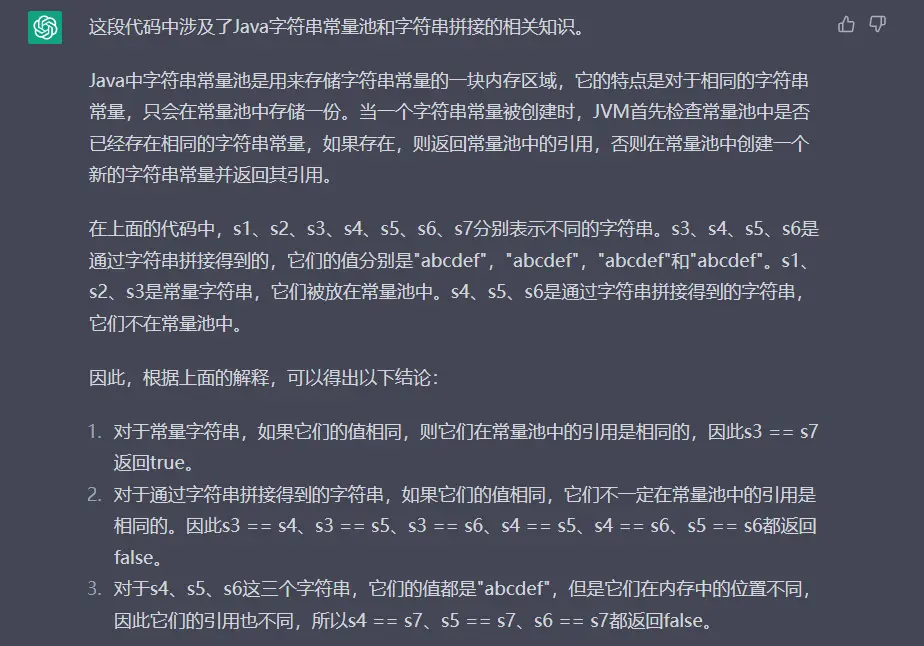 这段代码中涉及了Java字符串常量池和字符串拼接的相关知识。
Java中字符串常量池是用来存储字符串常量的一块内存区域，它的特点是对于相同的字符串
常量，只会在常量池中存储一份。当一个字符串常量被创建时，JVM首先检查常量池中是否
已经存在相同的字符串常量，如果存在，则返回常量池中的引用，否则在常量池中创建一个
新的字符串常量并返回其引用。
在上面的代码中，s1、s2、s3、s4、s5、s6、s7分别表示不同的字符串。s3、s4、s5、s6是
通过字符串拼接得到的，它们的值分别是"abcdef"，"abcdef"，"abcdef"和"abcdef"。s1、
s2、s3是常量字符串，它们被放在常量池中。s4、s5、s6是通过字符串拼接得到的字符串，
它们不在常量池中。
因此，根据上面的解释，可以得出以下结论：
1. 对于常量字符串，如果它们的值相同，则它们在常量池中的引用是相同的，因此s3 == s7
返回true。
2. 对于通过字符串拼接得到的字符串，如果它们的值相同，它们不一定在常量池中的引用是
相同的。因此s3 == s4、s3 == s5、s3 == s6、s4 == s5、s4 == s6、s5 == s6都返回
false。
3. 对于s4、s5、s6这三个字符串，它们的值都是"abcdef"，但是它们在内存中的位置不同，
因此它们的引用也不同，所以s4 == s7、s5 == s7、s6 == s7都返回false。